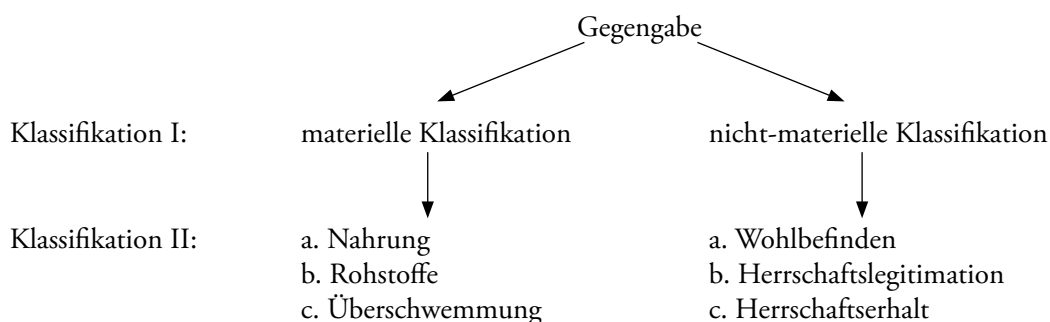 Gegengabe
Klassifikation I: materielle Klassifikation nicht-materielle Klassifikation
Klassifikation II: a. Nahrung a. Wohlbefinden
b. Rohstoffe b. Herrschaftslegitimation
c. Überschwemmung c. Herrschaftserhalt